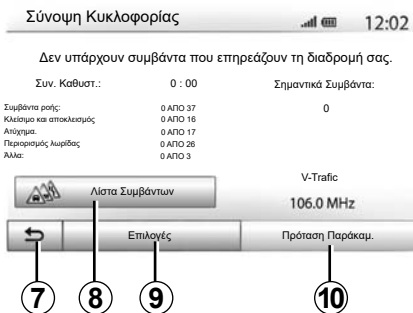 Σύνοψη Κυκλοφορίας 12:02
Δεν υπάρχουν συμβάντα που επηρεάζουν τη διαδρομή σας.
Συν. Καθυστ.: 0 : 00 Σημαντικά Συμβάντα:
Συμβάντα ροής: 0 ΑΠΟ 37 0
Κλείσιμο και αποκλεισμός 0 ΑΠΟ 16
Ατύχημα. 0 ΑΠΟ 17
Περιορισμός λωρίδας 0 ΑΠΟ 26
Άλλα: 0 ΑΠΟ 3
V-Trafic
Λίστα Συμβάντων 106.0 MHz
Επιλογές Πρόταση Παράκαμ.
7 8 9 10